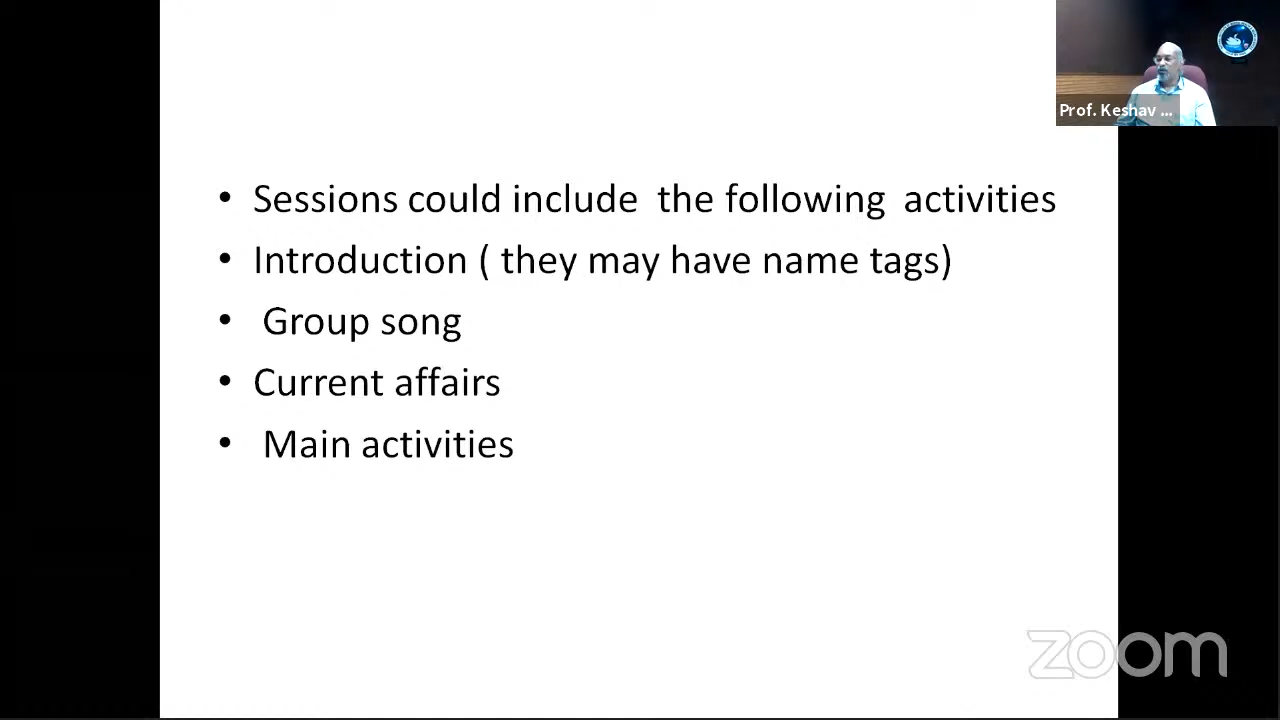 Prof. Keshav ...
• Sessions could include the following activities
• Introduction ( they may have name tags)
• Group song
• Current affairs
• Main activities
zoom